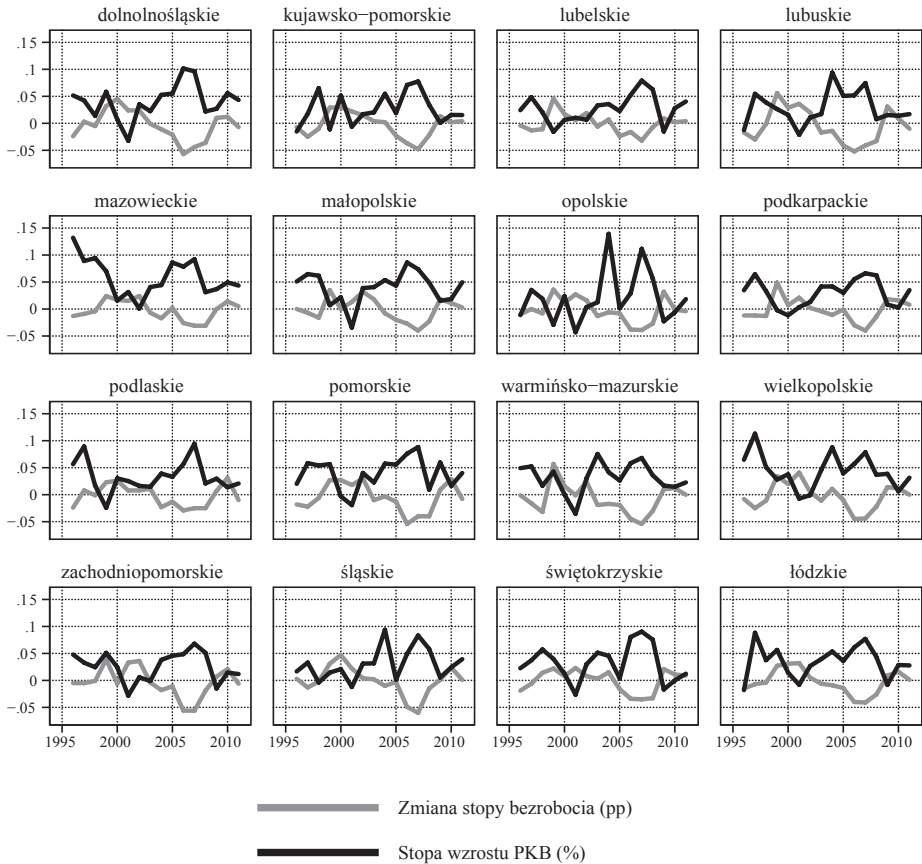 dolnolnośląskie kujawsko−pomorskie lubelskie lubuskie
.15
.1
.05
0
−.05
mazowieckie małopolskie opolskie podkarpackie
.15
.1
.05
0
−.05
podlaskie pomorskie warmińsko−mazurskie wielkopolskie
.15
.1
.05
0
−.05
zachodniopomorskie śląskie świętokrzyskie łódzkie
.15
.1
.05
0
−.05
1995 2000 2005 2010 1995 2000 2005 2010 1995 2000 2005 2010 1995 2000 2005 2010
Zmiana stopy bezrobocia (pp)
Stopa wzrostu PKB (%)